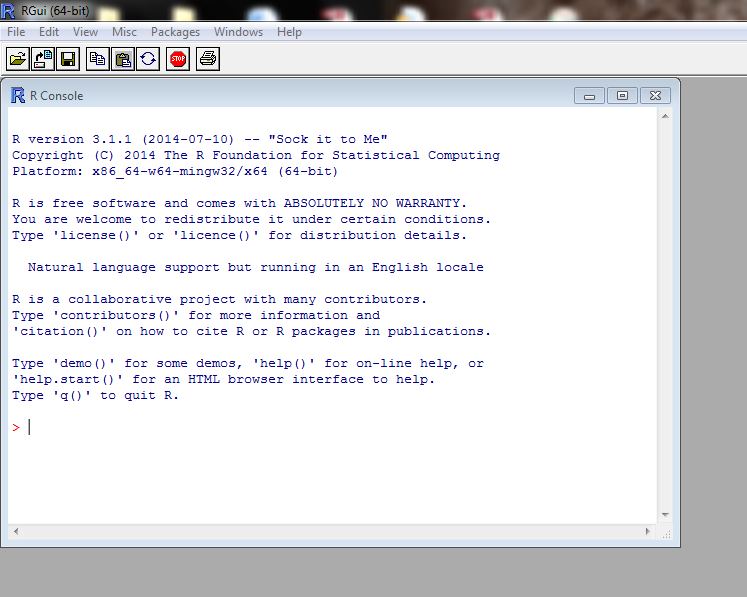 RGui (64-bit)
File Edit View Misc Packages Windows Help
STOP
R Console
R version 3.1.1 (2014-07-10) -- "Sock it to Me"
Copyright (C) 2014 The R Foundation for Statistical Computing
Platform: x86_64-w64-mingw32/x64 (64-bit)
R is free software and comes with ABSOLUTELY NO WARRANTY.
You are welcome to redistribute it under certain conditions.
Type 'license()' or 'licence()' for distribution details.
Natural language support but running in an English locale
R is a collaborative project with many contributors.
Type 'contributors()' for more information and
'citation()' on how to cite R or R packages in publications.
Type 'demo()' for some demos, 'help()' for on-line help, or
'help.start()' for an HTML browser interface to help.
Type 'q()' to quit R.
>